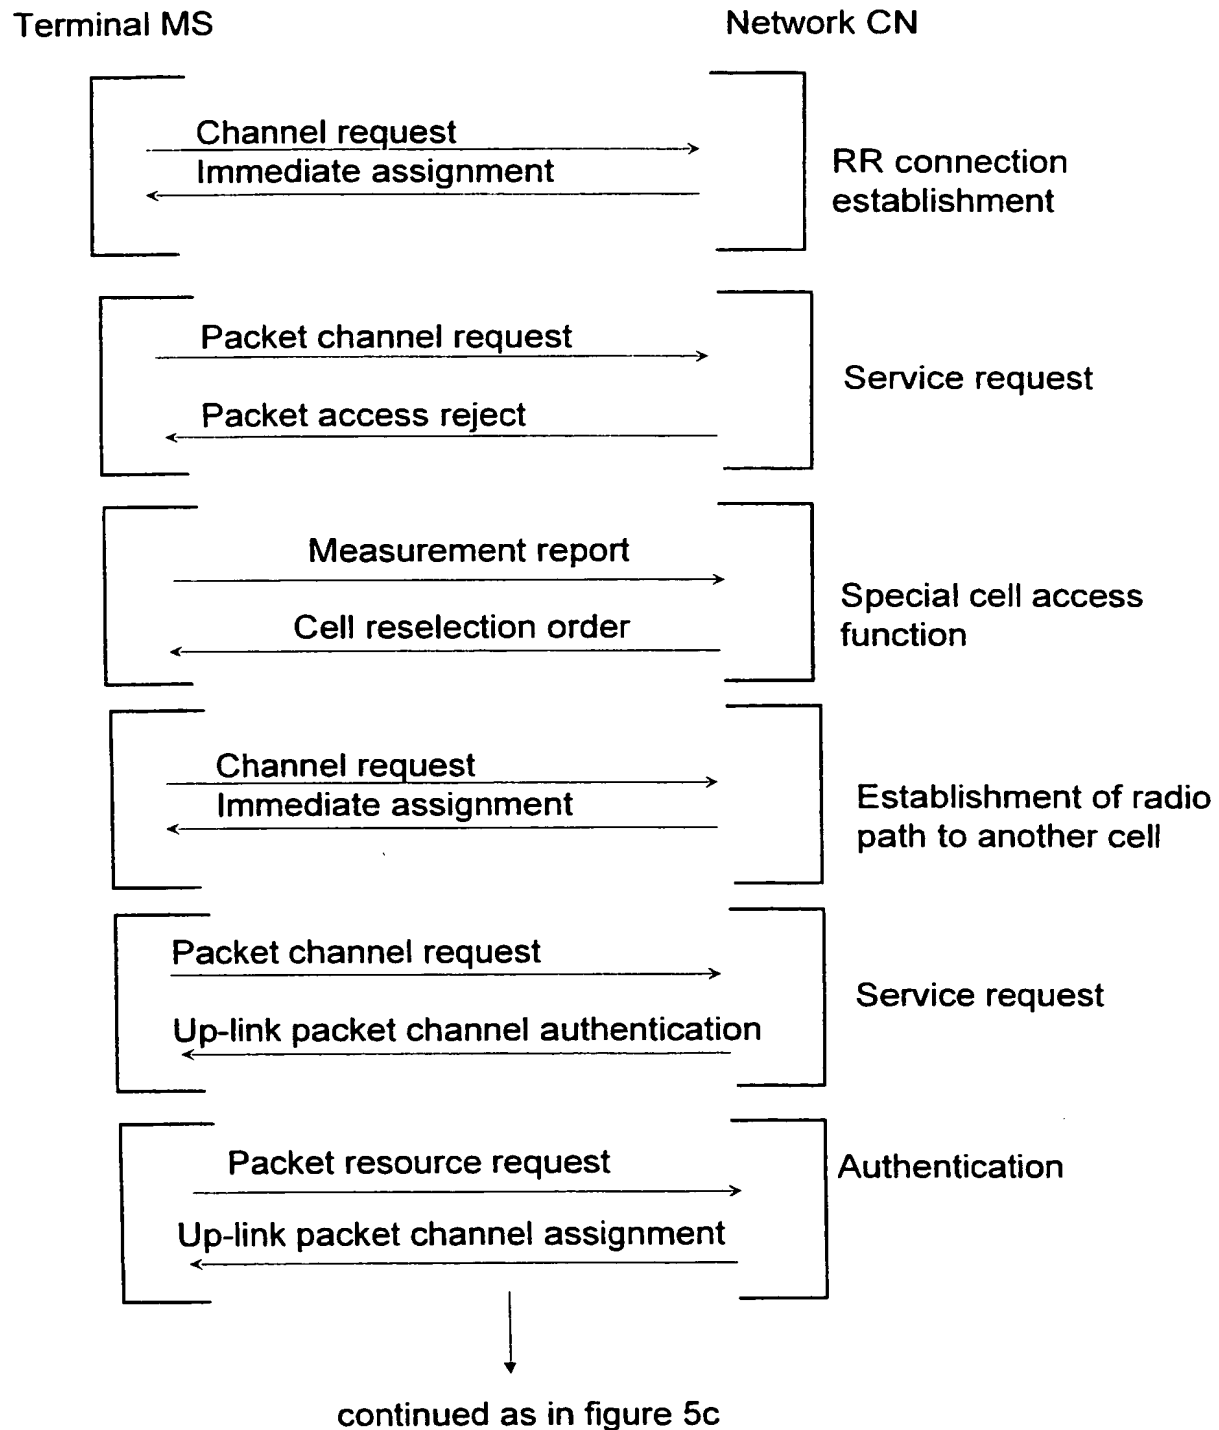 Terminal MS
Network CN
Channel request
Immediate assignment
RR connection
establishment
Packet channel request
Packet access reject
Service request
Measurement report
Cell reselection order
Special cell access
function
Channel request
Immediate assignment
Establishment of radio
path to another cell
Packet channel request
Up-link packet channel authentication
Service request
Packet resource request
Up-link packet channel assignment
Authentication
continued as in figure 5c